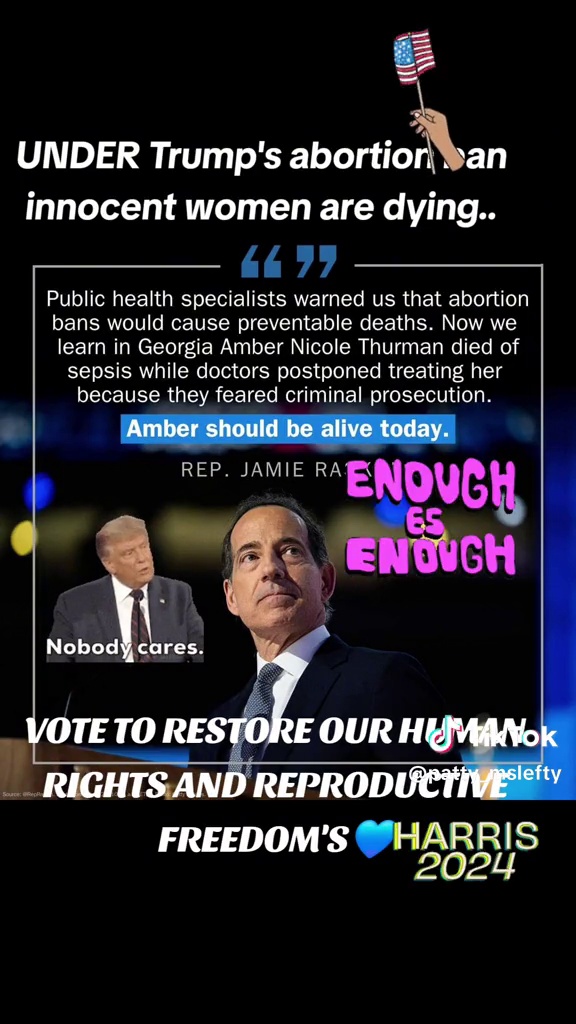 UNDER Trump's abortion ban
innocent women are dying..
Public health specialists warned us that abortion
bans would cause preventable deaths. Now we
learn in Georgia Amber Nicole Thurman died of
sepsis while doctors postponed treating her
because they feared criminal prosecution.
Amber should be alive today.
REP. JAMIE
ENOUGH
ES
ENOUGH
Nobody cares.
VOTE TO RESTORE OUR HUMAN
TikTok
RIGHTS AND REPRODUCTIVE
@patty_mslefty
FREEDOM'S 💙HARRIS
2024